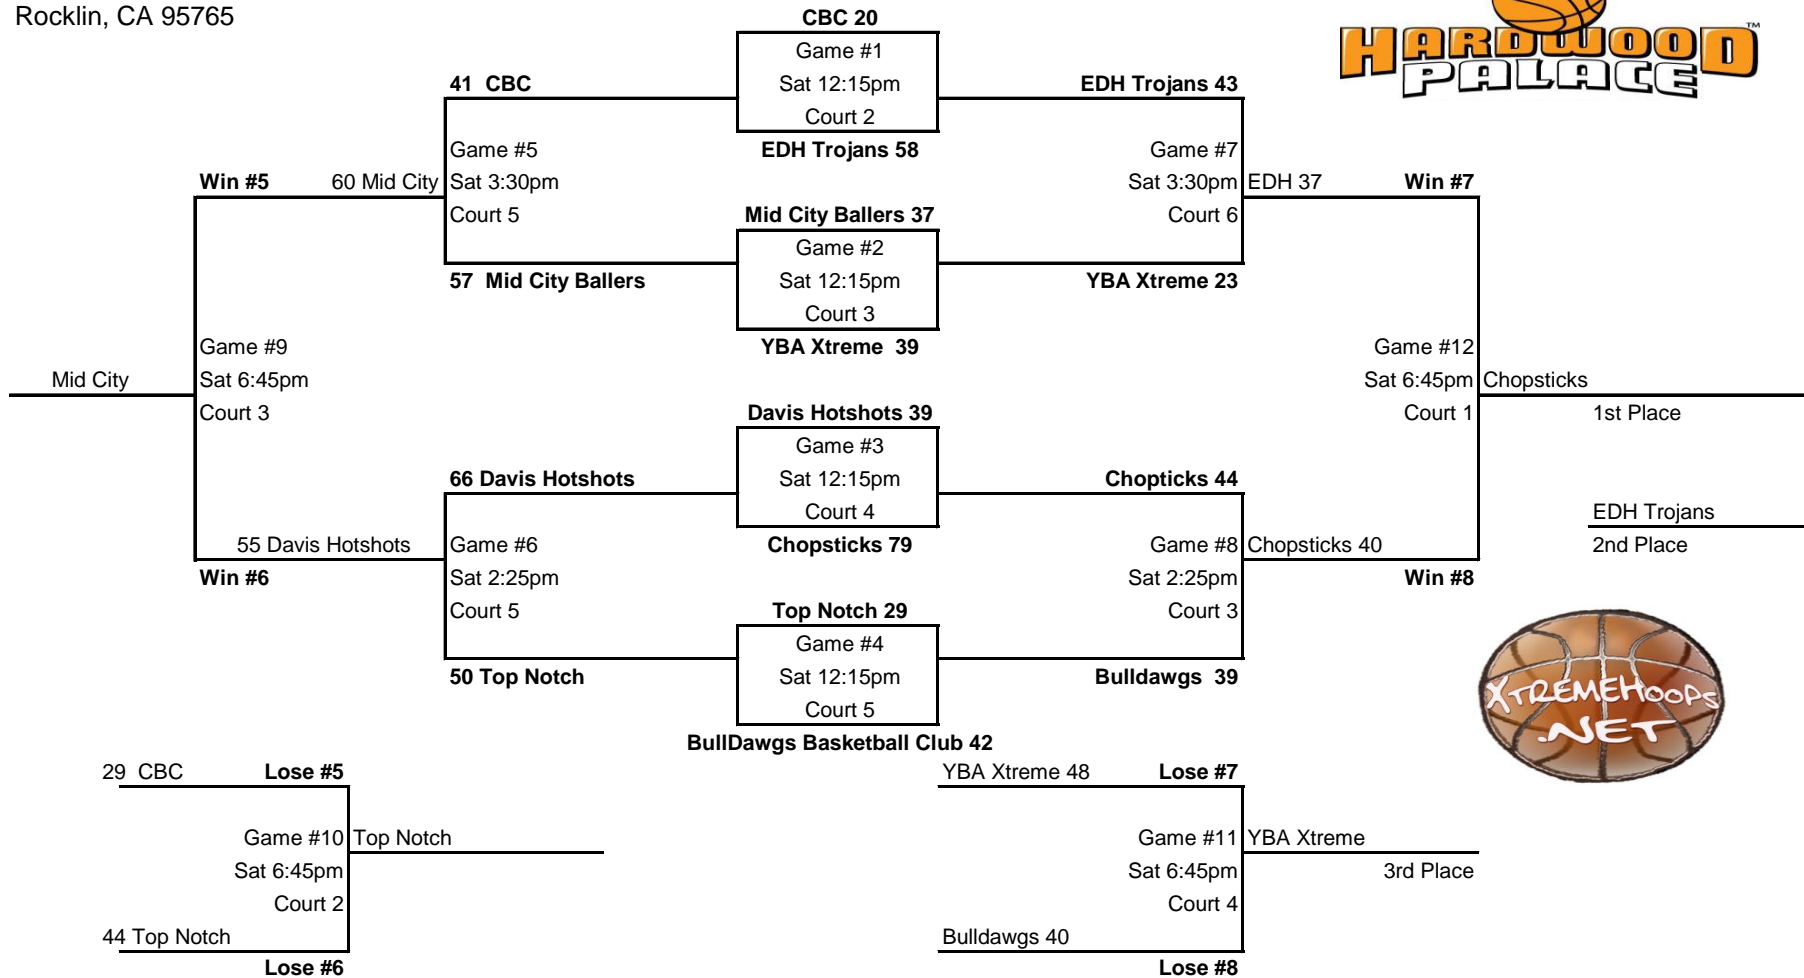 Rocklin, CA 95765
HARDWOOD™
PALACE
CBC 20
Game #1
Sat 12:15pm
Court 2
EDH Trojans 58
41  CBC
Game #5
Sat 3:30pm
Court 5
57  Mid City Ballers
EDH Trojans 43
Game #7
Sat 3:30pm
Court 6
YBA Xtreme 23
Win #5
60 Mid City
EDH 37
Win #7
Mid City Ballers 37
Game #2
Sat 12:15pm
Court 3
YBA Xtreme  39
Game #9
Sat 6:45pm
Court 3
Mid City
Game #12
Sat 6:45pm
Court 1
Chopsticks
1st Place
Davis Hotshots 39
Game #3
Sat 12:15pm
Court 4
Chopsticks 79
66 Davis Hotshots
Game #6
Sat 2:25pm
Court 5
50 Top Notch
Chopticks 44
Game #8
Sat 2:25pm
Court 3
Bulldawgs  39
55 Davis Hotshots
Win #6
Chopsticks 40
Win #8
EDH Trojans
2nd Place
Top Notch 29
Game #4
Sat 12:15pm
Court 5
BullDawgs Basketball Club 42
XTREMEHOOPS
.NET
29  CBC
Lose #5
Game #10
Sat 6:45pm
Court 2
Top Notch
44 Top Notch
Lose #6
YBA Xtreme 48
Lose #7
Game #11
Sat 6:45pm
Court 4
YBA Xtreme
3rd Place
Bulldawgs 40
Lose #8